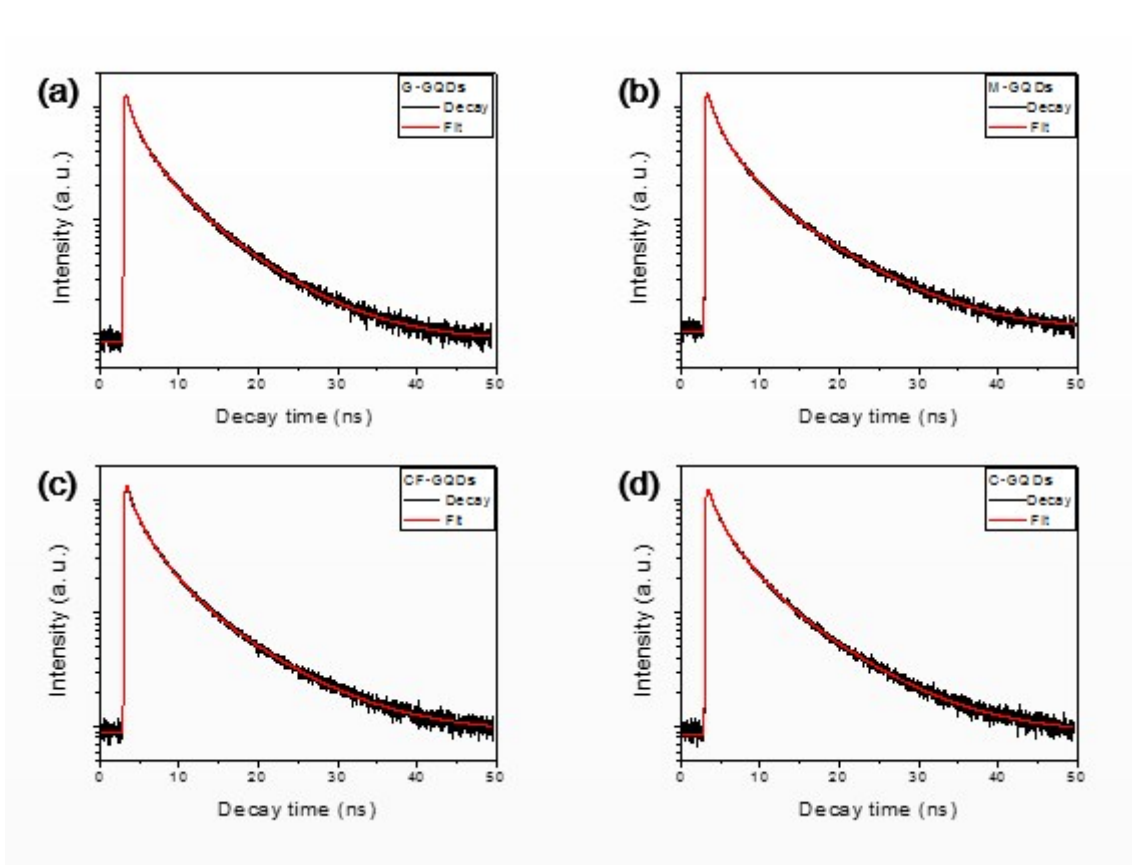 (a)
G-GQDs
Decay
Fit
Intensity (a. u.)
0 10 20 30 40 50
Decay time (ns)
(b)
M-GQDs
Decay
Fit
Intensity (a. u.)
0 10 20 30 40 50
Decay time (ns)
(c)
CF-GQDs
Decay
Fit
Intensity (a. u.)
0 10 20 30 40 50
Decay time (ns)
(d)
C-GQDs
Decay
Fit
Intensity (a. u.)
0 10 20 30 40 50
Decay time (ns)